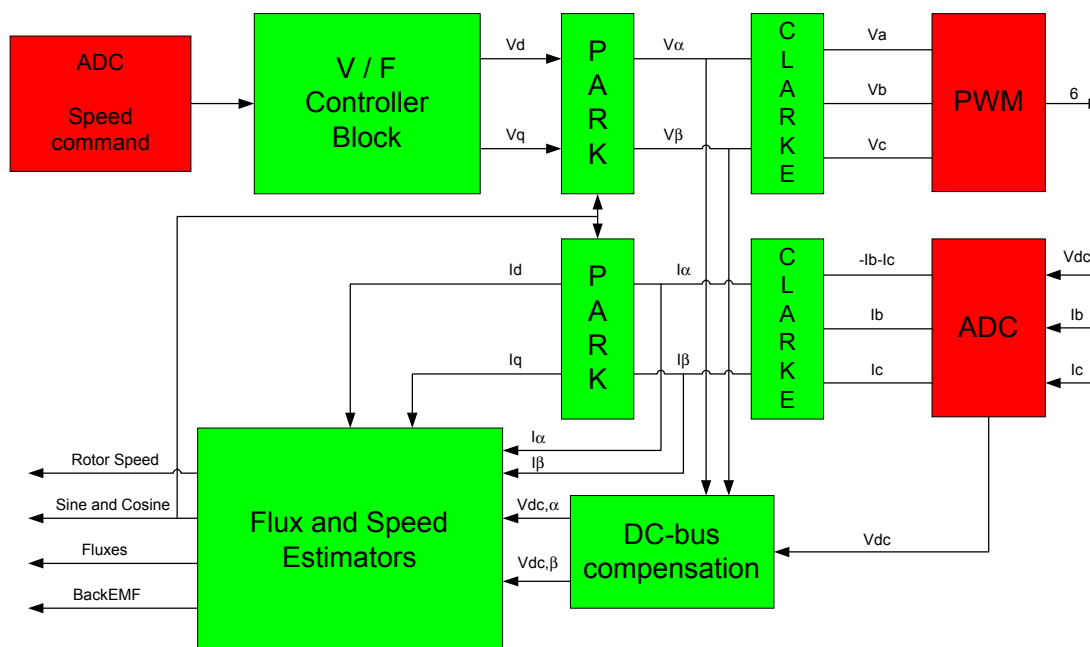 ADC
Speed
command
V / F
Controller
Block
Vd
Vq
P
A
R
K
Vα
Vβ
C
L
A
R
K
E
Va
Vb
Vc
PWM
6
Id
Iq
P
A
R
K
Iα
Iβ
C
L
A
R
K
E
-Ib-Ic
Ib
Ic
ADC
Vdc
Ib
Ic
Rotor Speed
Sine and Cosine
Fluxes
BackEMF
Flux and Speed
Estimators
Iα
Iβ
Vdc,α
Vdc,β
DC-bus
compensation
Vdc